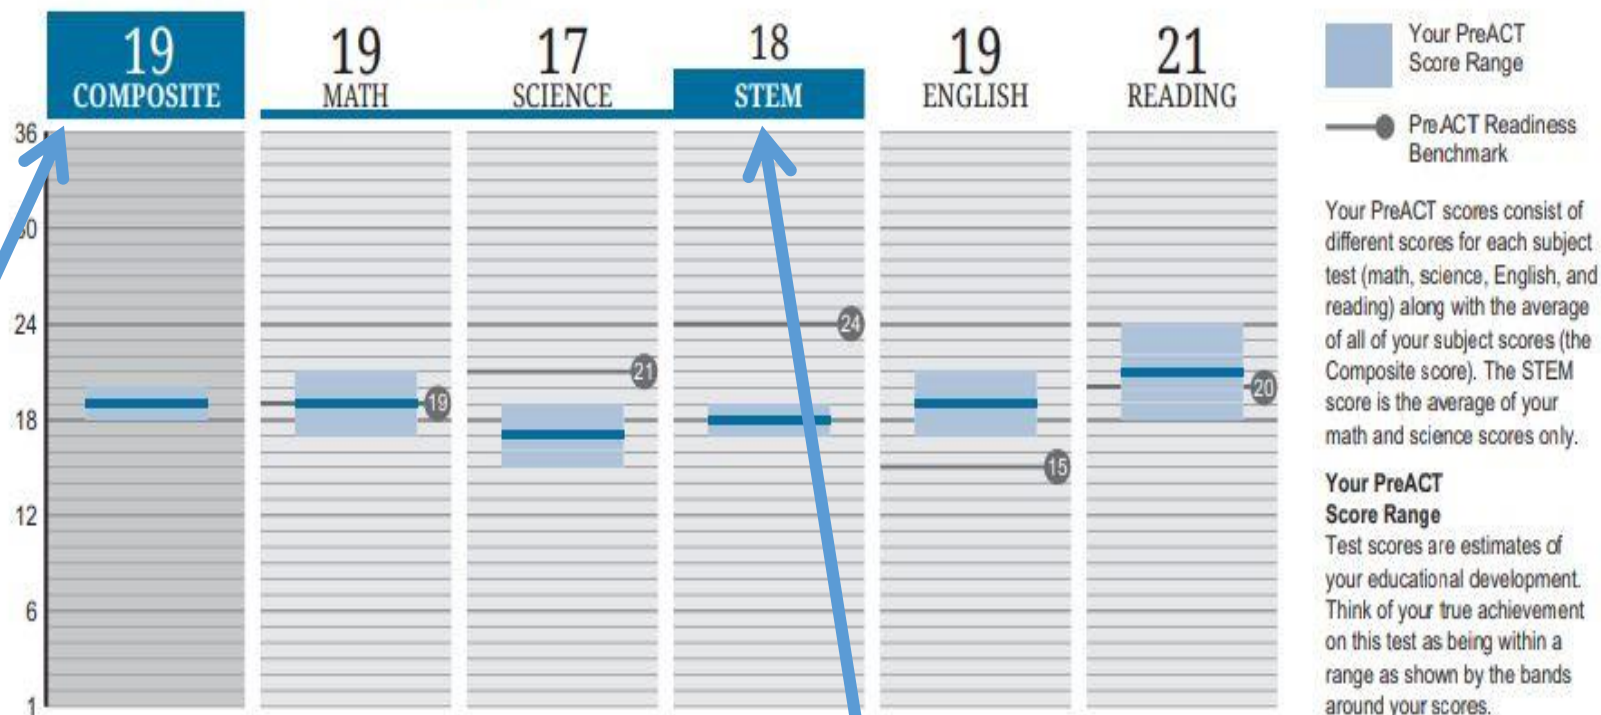 19
COMPOSITE
19
MATH
17
SCIENCE
18
STEM
19
ENGLISH
21
READING
36
30
24
18
12
6
1
19
21
24
15
20
Your PreACT
Score Range
PreACT Readiness
Benchmark
Your PreACT scores consist of
different scores for each subject
test (math, science, English, and
reading) along with the average
of all of your subject scores (the
Composite score). The STEM
score is the average of your
math and science scores only.
Your PreACT
Score Range
Test scores are estimates of
your educational development.
Think of your true achievement
on this test as being within a
range as shown by the bands
around your scores.